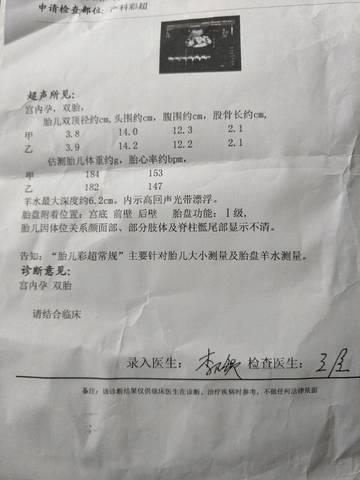 申请检查部位: 产科彩超
超声所见:
宫内孕, 双胎,
胎儿双顶径约cm,头围约cm, 腹围约cm, 股骨长约cm,
甲 3.8 14.0 12.3 2.1
乙 3.9 14.2 12.2 2.1
估测胎儿体重约g, 胎心率约bpm,
甲 184 153
乙 182 147
羊水最大深度约6.2cm。内示高回声光带漂浮。
胎盘附着位置: 宫底 前壁 后壁 胎盘功能: Ⅰ级,
胎儿因体位关系颜面部、部分肢体及脊柱骶尾部显示不清。
告知: “胎儿彩超常规”主要针对胎儿大小测量及胎盘羊水测量。
诊断意见:
宫内孕 双胎
请结合临床
录入医生: 检查医生:
备注: 该诊断结果仅供临床医生在诊断、治疗疾病时参考, 不做任何法律依据